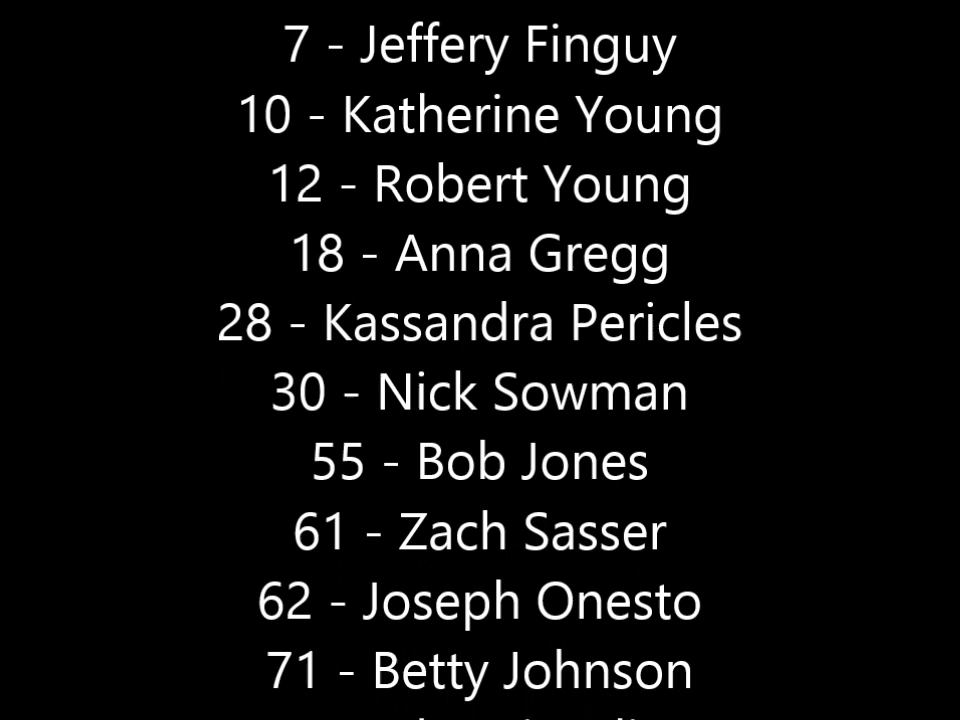 7 - Jeffery Finguy
10 - Katherine Young
12 - Robert Young
18 - Anna Gregg
28 - Kassandra Pericles
30 - Nick Sowman
55 - Bob Jones
61 - Zach Sasser
62 - Joseph Onesto
71 - Betty Johnson